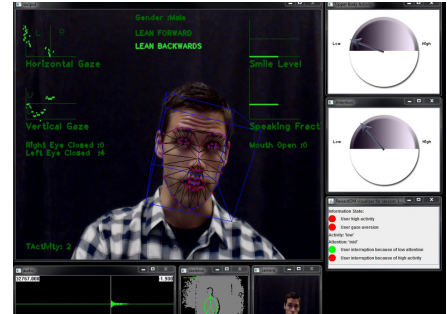 Gender :Male
LEAN FORWARD
LEAN BACKWARDS
L R
Horizontal Gaze
Smile Level
U
Vertical Gaze
Speaking Fract
Right Eye Closed :0
Left Eye Closed :4
Mouth Open :0
TActivity: 2
Low
High
Low
High
Information State:
User high activity
User gaze aversion
Activity: 'low'
Attention: 'mid'
User interruption because of low attention
User interruption because of high activity
32767.000